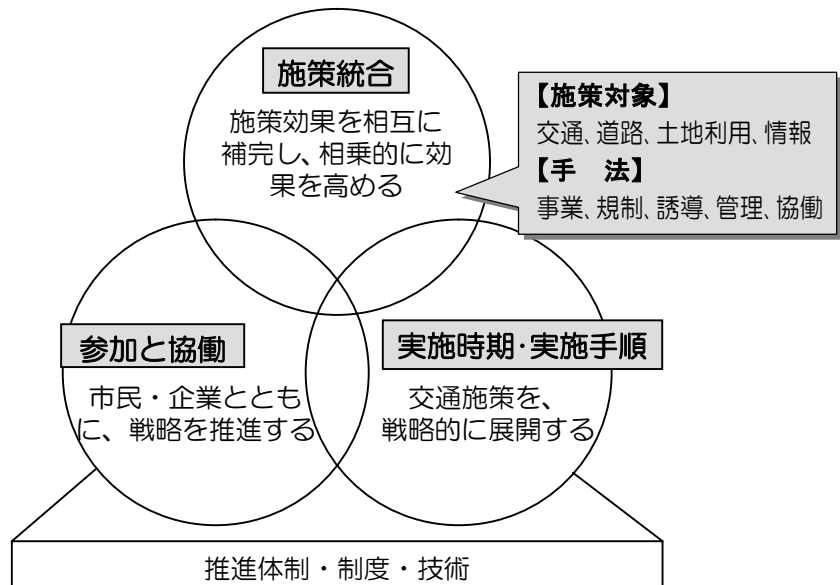 施策統合
施策効果を相互に
補完し、相乗的に効
果を高める
【施策対象】
交通、道路、土地利用、情報
【手　法】
事業、規制、誘導、管理、協働
参加と協働
市民・企業ととも
に、戦略を推進する
実施時期・実施手順
交通施策を、
戦略的に展開する
推進体制・制度・技術